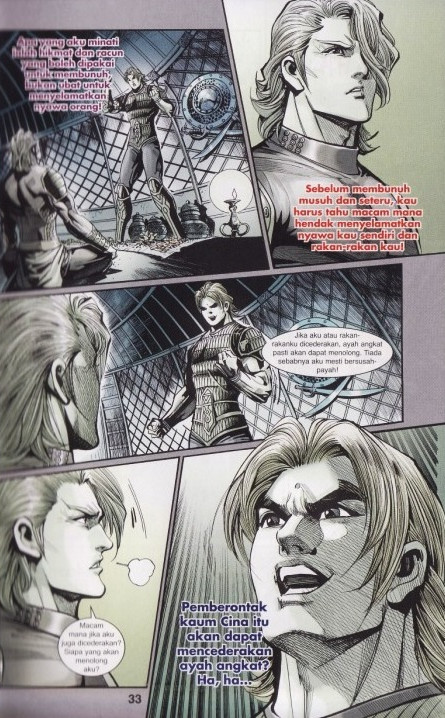 Apa yang aku minati
ialah hikmat dan racun
yang boleh dipakai
untuk membunuh,
bukan ubat untuk
menyelamatkan
nyawa orang!
Sebelum membunuh
musuh dan seteru, kau
harus tahu macam mana
hendak menyelamatkan
nyawa kau sendiri dan
rakan-rakan kau!
Jika aku atau rakan-
rakanku dicederakan, ayah angkat
pasti akan dapat menolong. Tiada
sebabnya aku mesti bersusah-
payah!
Macam
mana jika aku
juga dicederakan?
Siapa yang akan
menolong
aku?
Pemberontak
kaum Cina itu
akan dapat
mencederakan
ayah angkat?
Ha, ha...
33